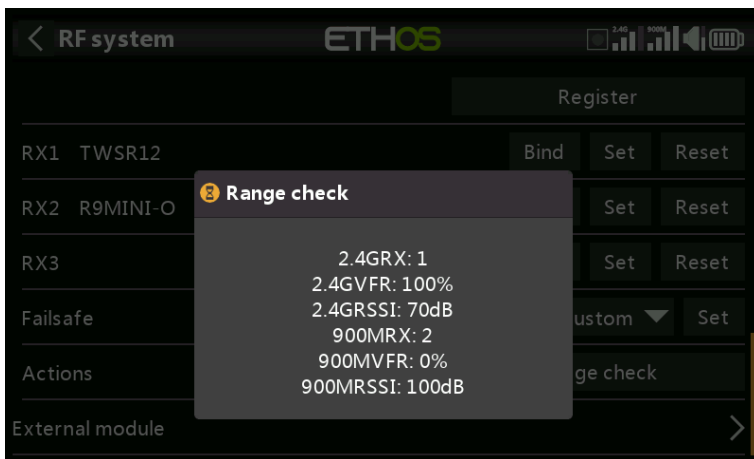 RF system
ETHOS
2.4G
900M
Register
RX1 TWSR12 Bind Set Reset
Range check
RX2 R9MINI-O Set Reset
2.4GRX: 1
2.4GVFR: 100%
RX3 Set Reset
2.4GRSSI: 70dB
900MRX: 2
Failsafe ustom Set
900MVFR: 0%
Actions ge check
900MRSSI: 100dB
External module